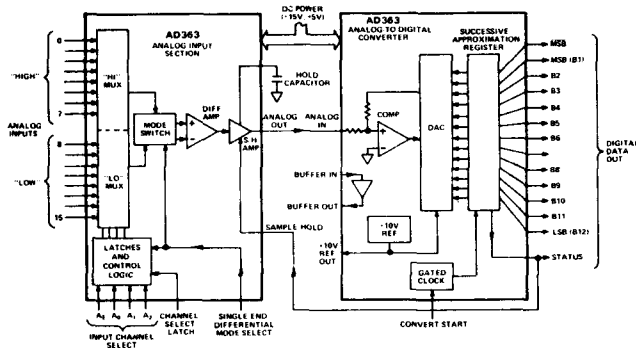 AD363
ANALOG INPUT
SECTION
DC POWER
(±15V, +5V)
AD363
ANALOG TO DIGITAL
CONVERTER
SUCCESSIVE
APPROXIMATION
REGISTER
"HIGH"
ANALOG
INPUTS
"LOW"
0
7
8
15
"HI"
MUX
"LO"
MUX
MODE
SWITCH
DIFF
AMP
S H
AMP
HOLD
CAPACITOR
ANALOG
OUT
ANALOG
IN
COMP
DAC
BUFFER IN
BUFFER OUT
SAMPLE HOLD
+10V
REF
OUT
+10V
REF
GATED
CLOCK
LATCHES
AND
CONTROL
LOGIC
INPUT CHANNEL
SELECT
CHANNEL
SELECT
LATCH
SINGLE END
DIFFERENTIAL
MODE SELECT
CONVERT START
MSB
MSB (B1)
B2
B3
B4
B5
B6
B8
B9
B10
B11
LSB (B12)
STATUS
DIGITAL
DATA
OUT